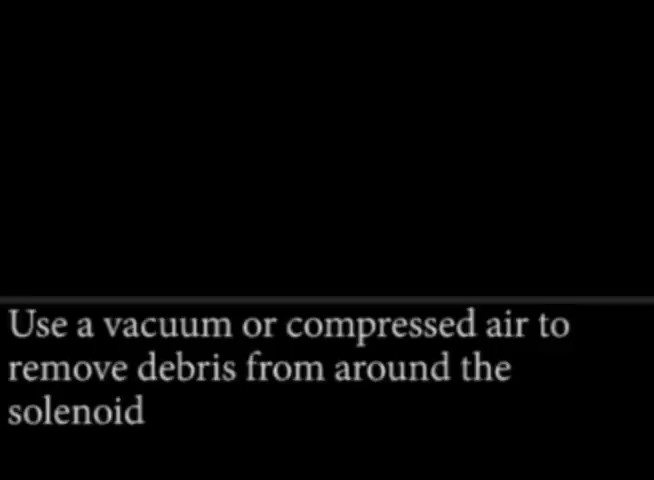 Use a vacuum or compressed air to
remove debris from around the
solenoid